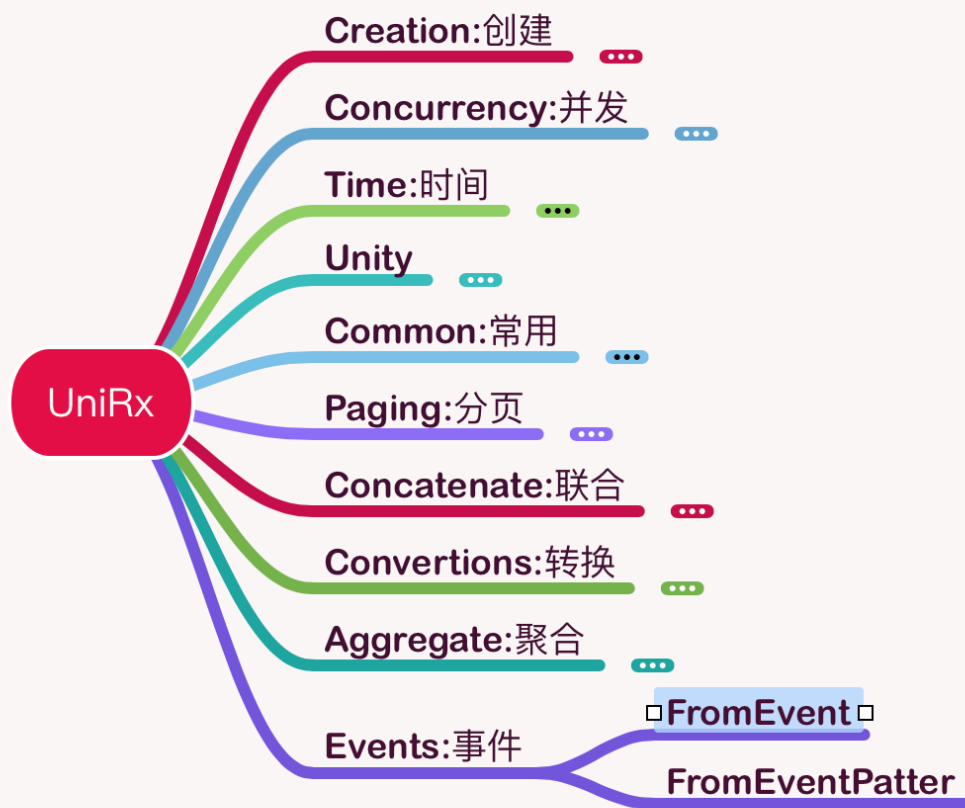 Creation:创建
Concurrency:并发
Time:时间
Unity
Common:常用
UniRx
Paging:分页
Concatenate:联合
Convertions:转换
Aggregate:聚合
Events:事件
FromEvent
FromEventPatter